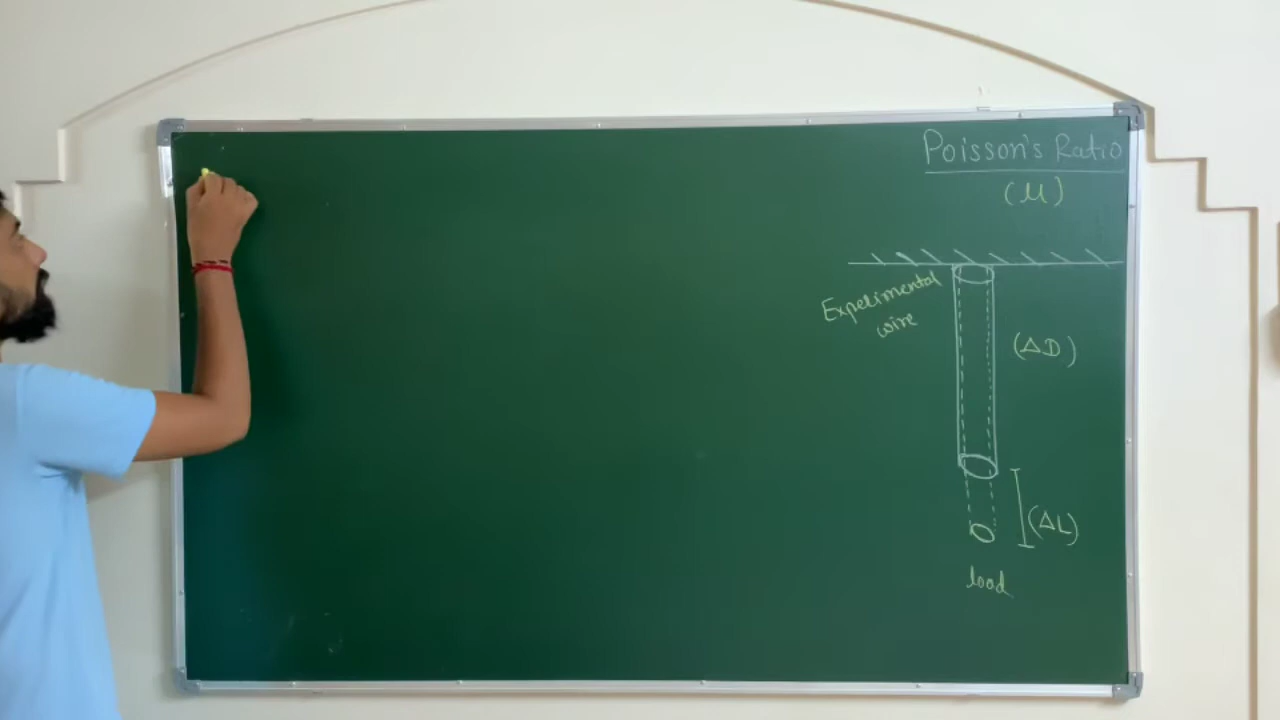 Poisson's Ratio
(μ)
Experimental
wire
(ΔD)
(ΔL)
load